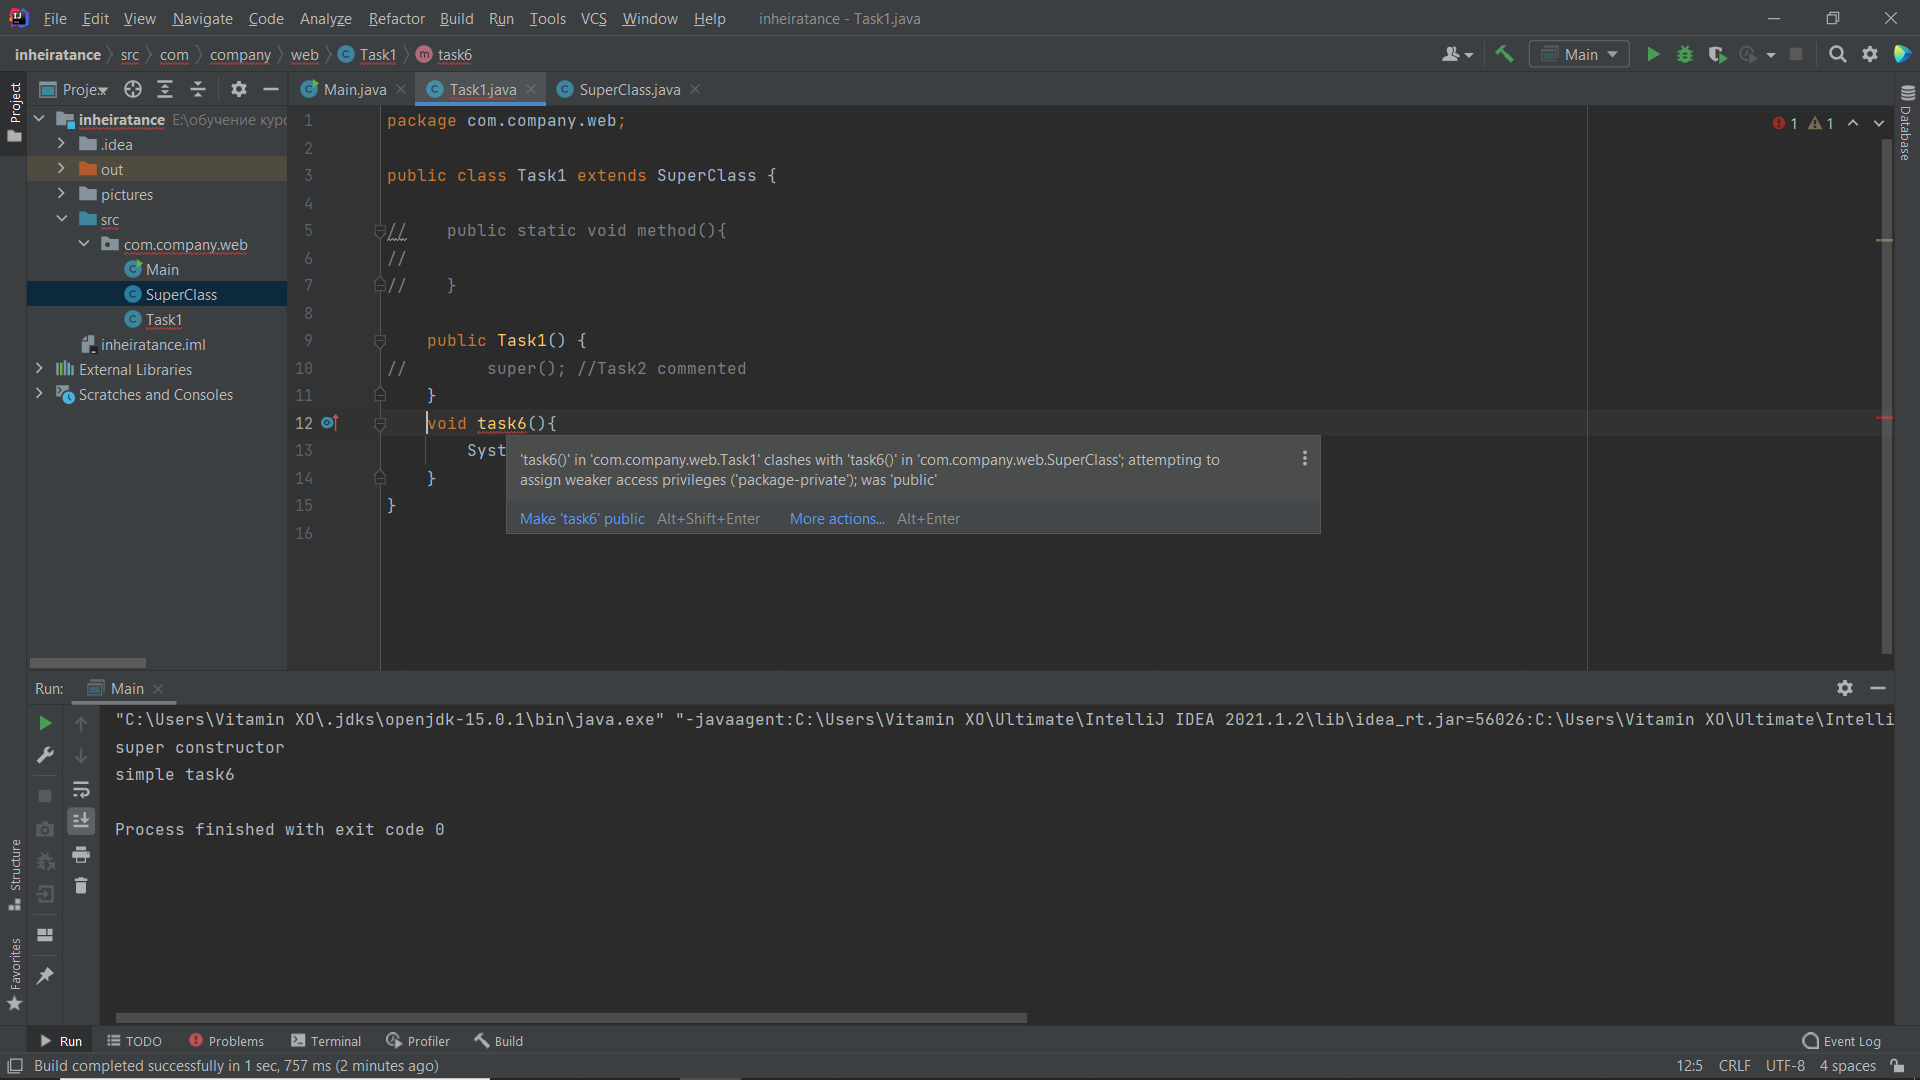 File Edit View Navigate Code Analyze Refactor Build Run Tools VCS Window Help inheiratance - Task1.java
inheiratance src com company web Task1 task6 Main
Project
Proje... Main.java Task1.java SuperClass.java
inheiratance E:\обучение курс
.idea
out
pictures
src
com.company.web
Main
SuperClass
Task1
inheiratance.iml
External Libraries
Scratches and Consoles
1 package com.company.web;
2
3 public class Task1 extends SuperClass {
4
5 // public static void method(){
6 //
7 // }
8
9 public Task1() {
10 // super(); //Task2 commented
11 }
12 void task6(){
13 Syst
14 }
15 }
16
1 1
Database
'task6()' in 'com.company.web.Task1' clashes with 'task6()' in 'com.company.web.SuperClass'; attempting to
assign weaker access privileges ('package-private'); was 'public'
Make 'task6' public Alt+Shift+Enter More actions... Alt+Enter
Run: Main
"C:\Users\Vitamin XO\.jdks\openjdk-15.0.1\bin\java.exe" "-javaagent:C:\Users\Vitamin XO\Ultimate\IntelliJ IDEA 2021.1.2\lib\idea_rt.jar=56026:C:\Users\Vitamin XO\Ultimate\Intelli
super constructor
simple task6
Process finished with exit code 0
Structure
Favorites
Run TODO Problems Terminal Profiler Build Event Log
Build completed successfully in 1 sec, 757 ms (2 minutes ago) 12:5 CRLF UTF-8 4 spaces